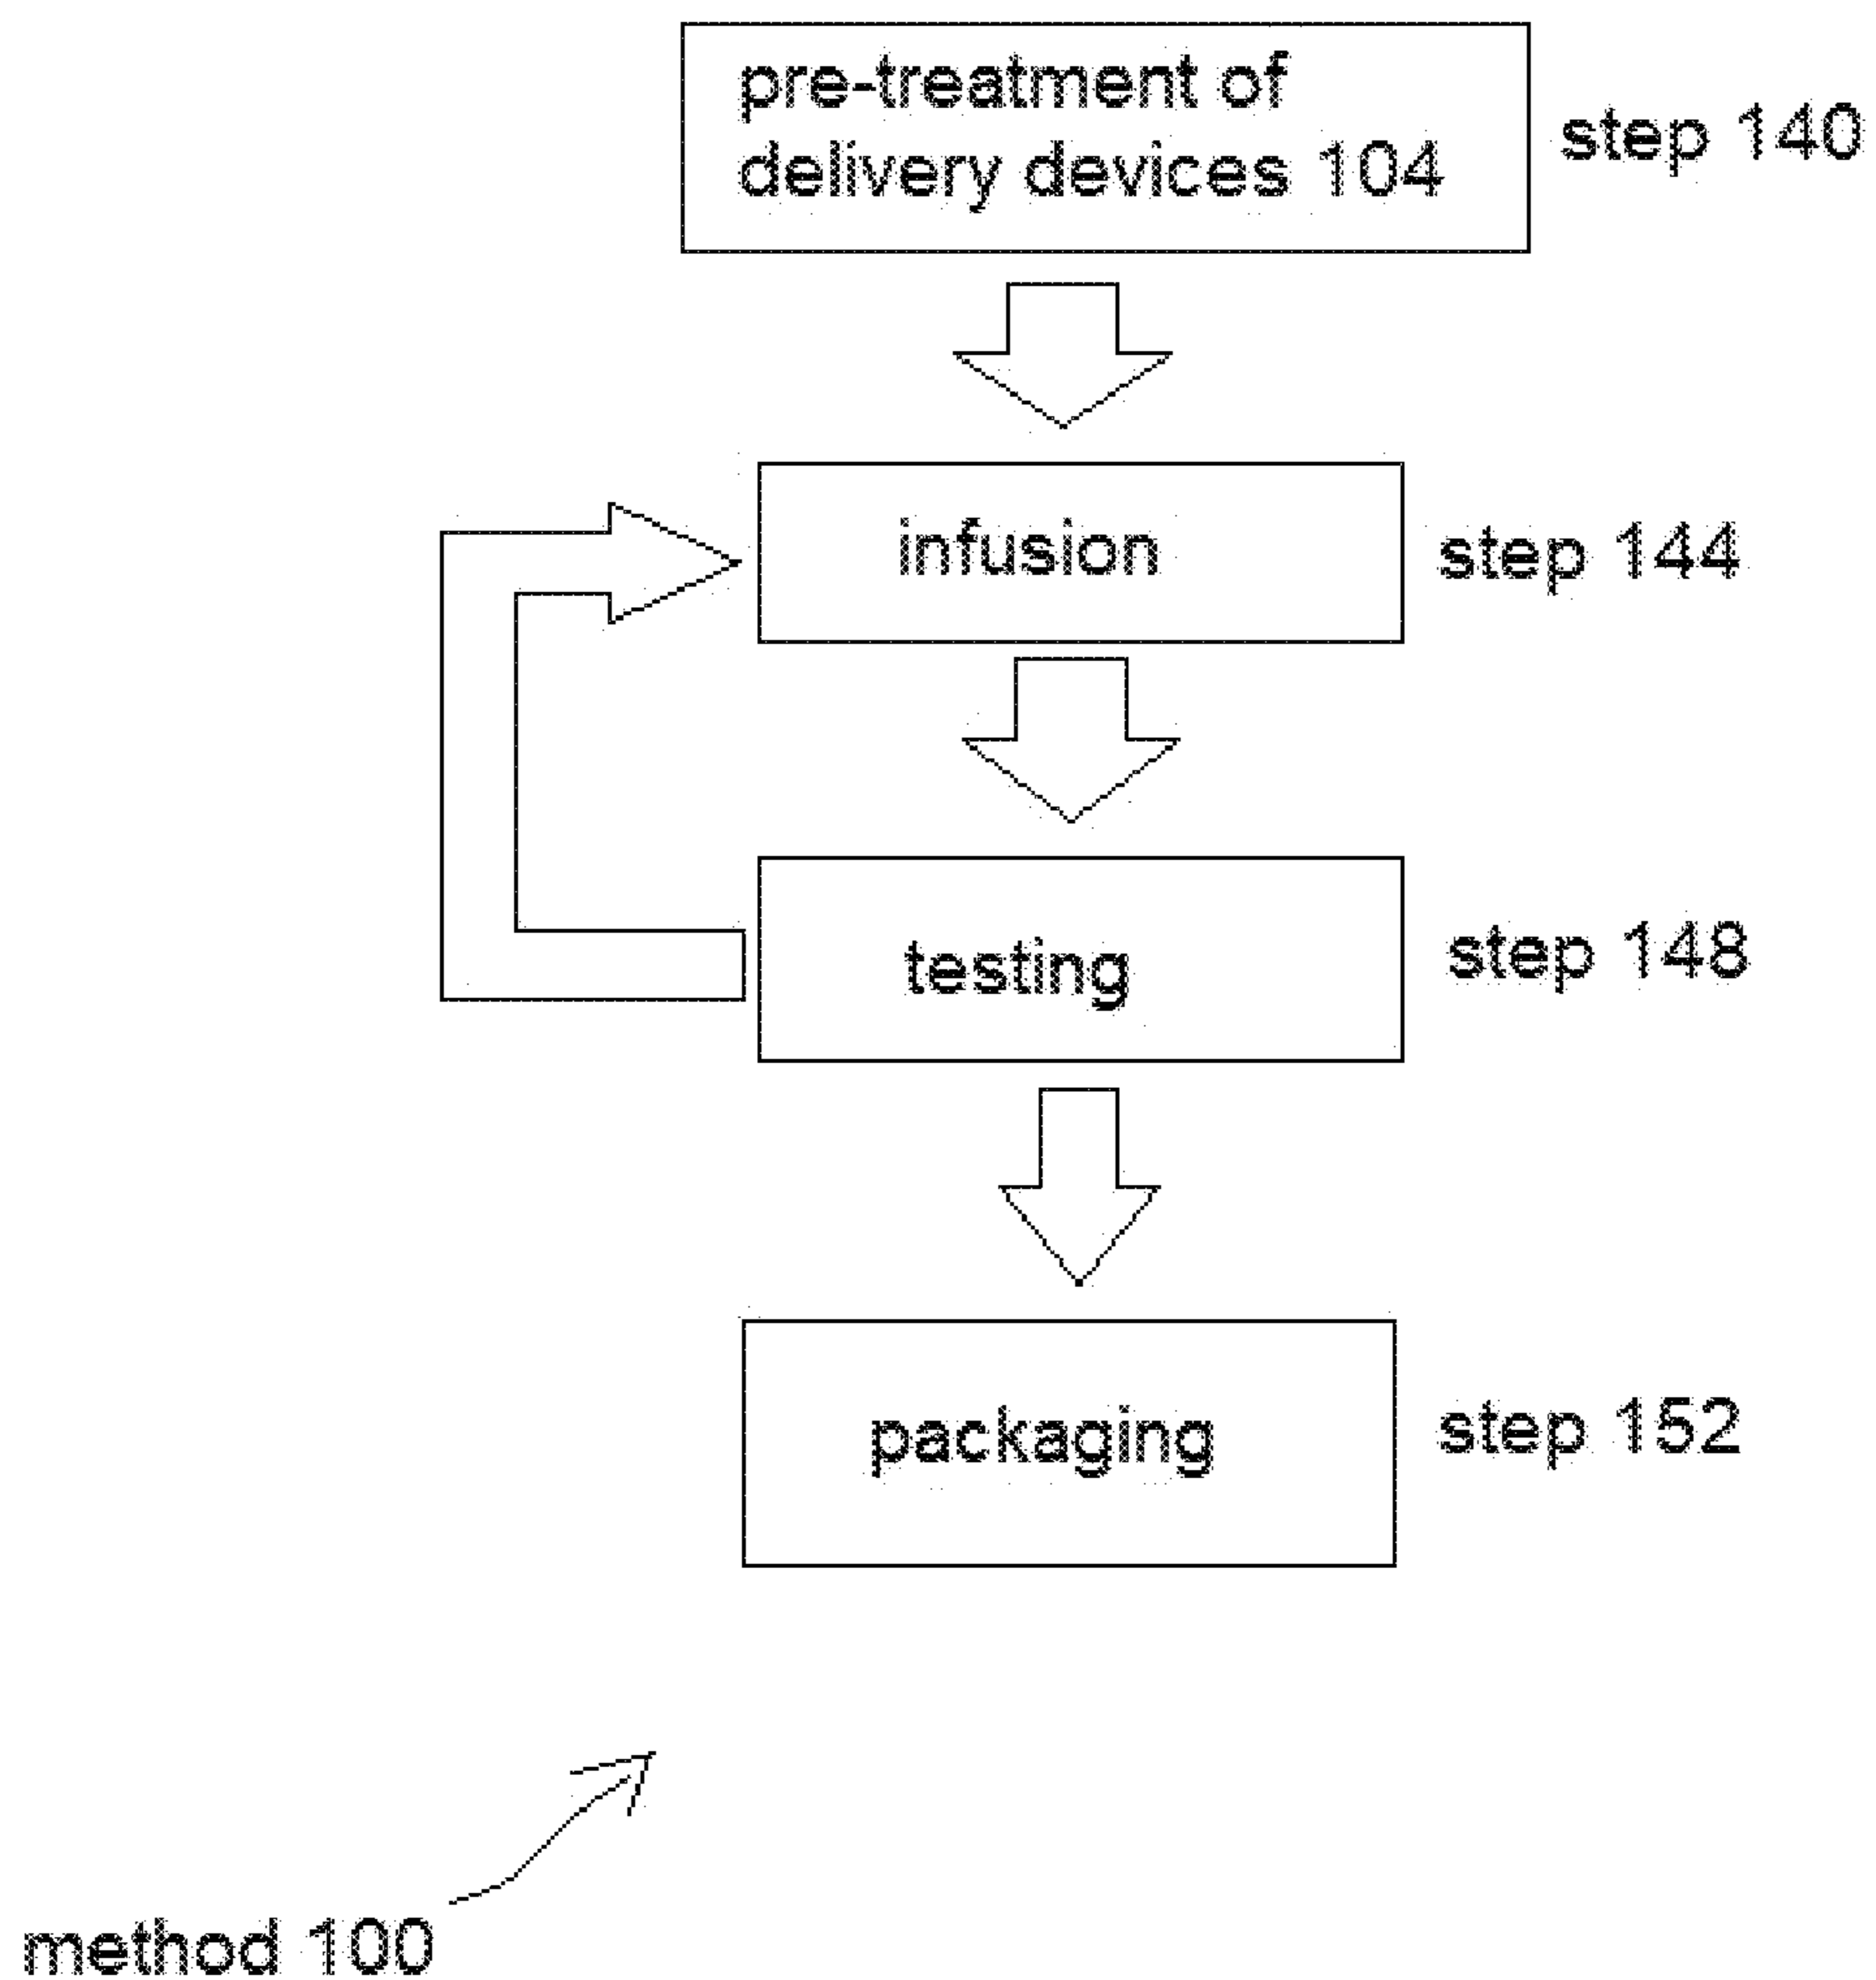 pre-treatment of
delivery devices 104
step 140
infusion
step 144
testing
step 148
packaging
step 152
method 100